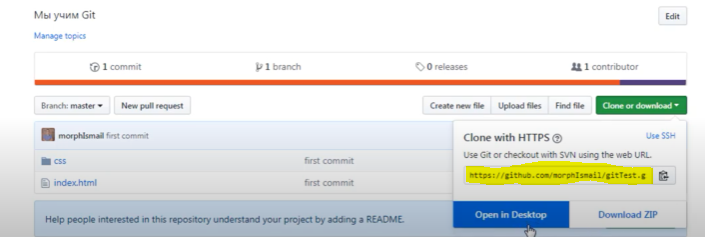 Мы учим Git
Edit
Manage topics
1 commit
1 branch
0 releases
1 contributor
Branch: master
New pull request
Create new file
Upload files
Find file
Clone or download
morphIsmail first commit
css
first commit
index.html
first commit
Clone with HTTPS
Use SSH
Use Git or checkout with SVN using the web URL.
https://github.com/morphIsmail/gitTest.g
Open in Desktop
Download ZIP
Help people interested in this repository understand your project by adding a README.